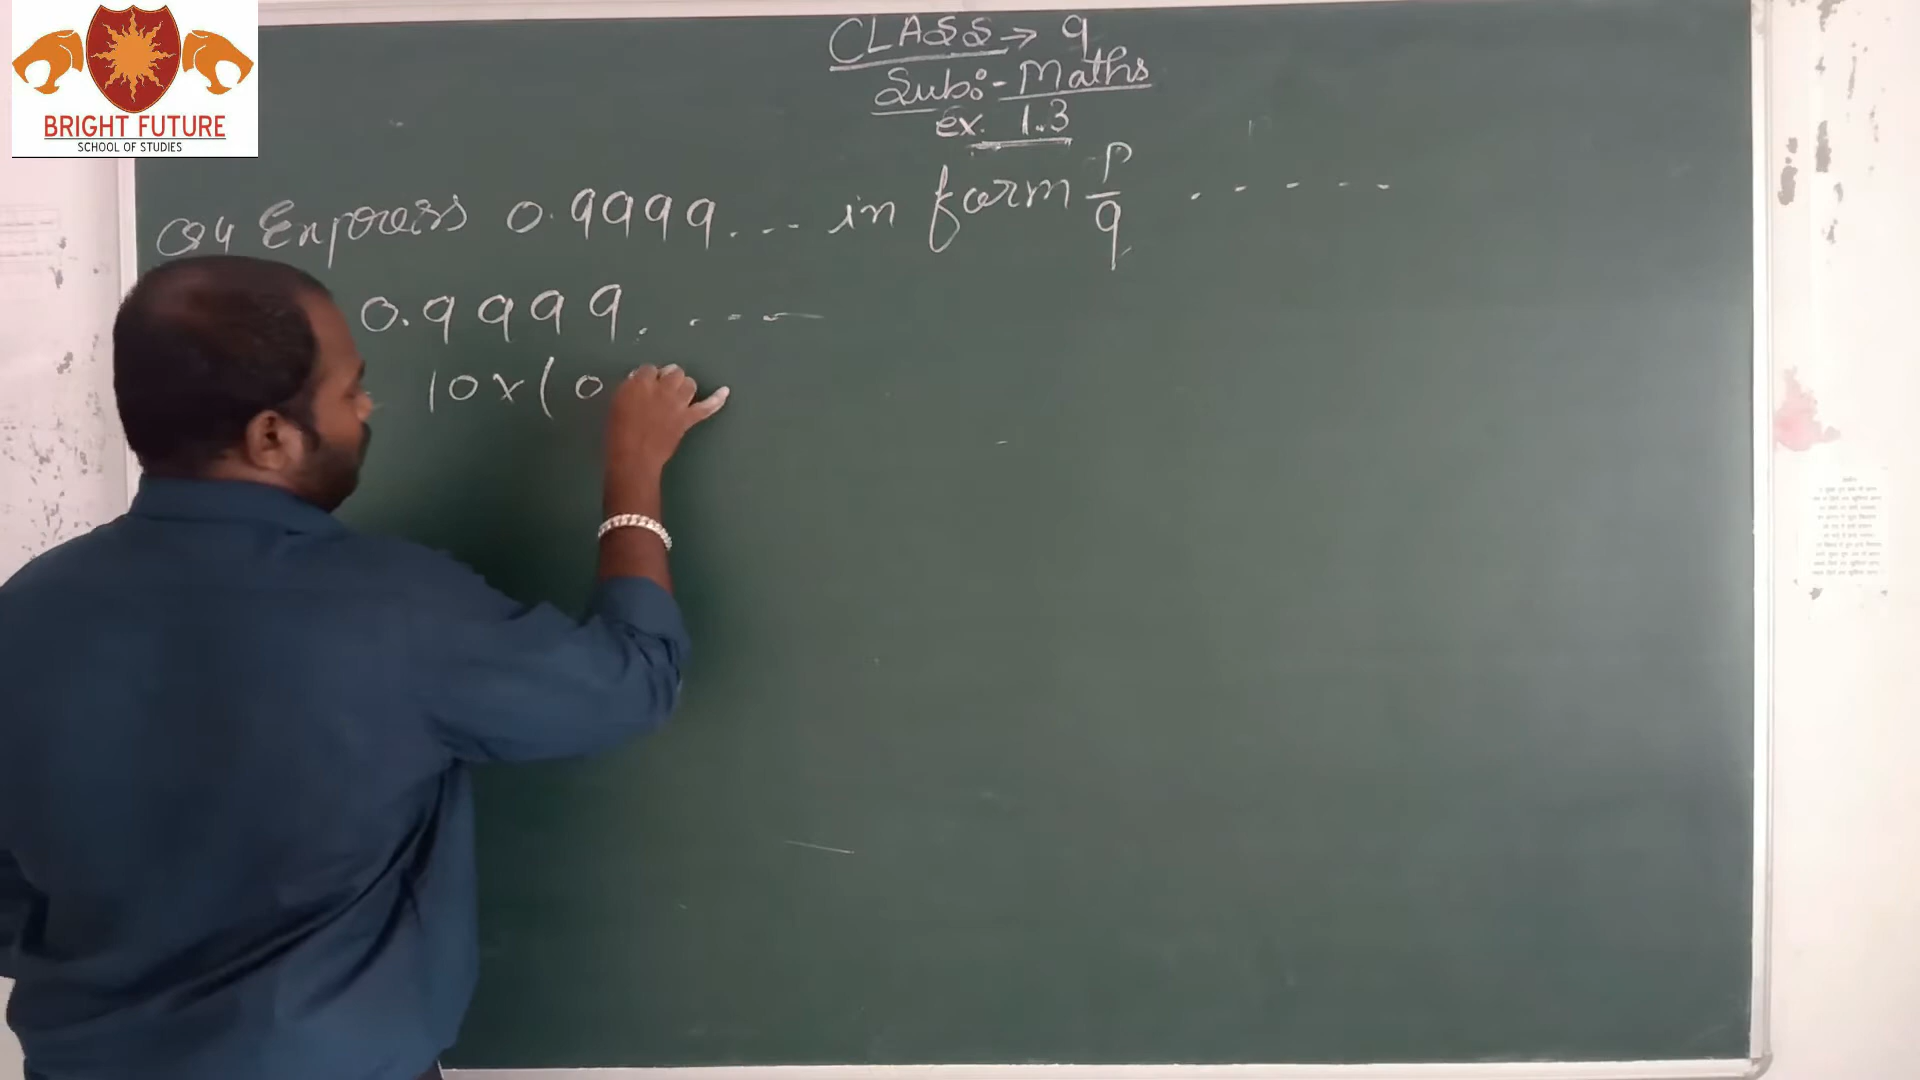 BRIGHT FUTURE
SCHOOL OF STUDIES
CLASS → 9
Sub:- Maths
ex. 1.3
Q4 Express 0.9999... in form p/q .....
0.9999.....
10x(0